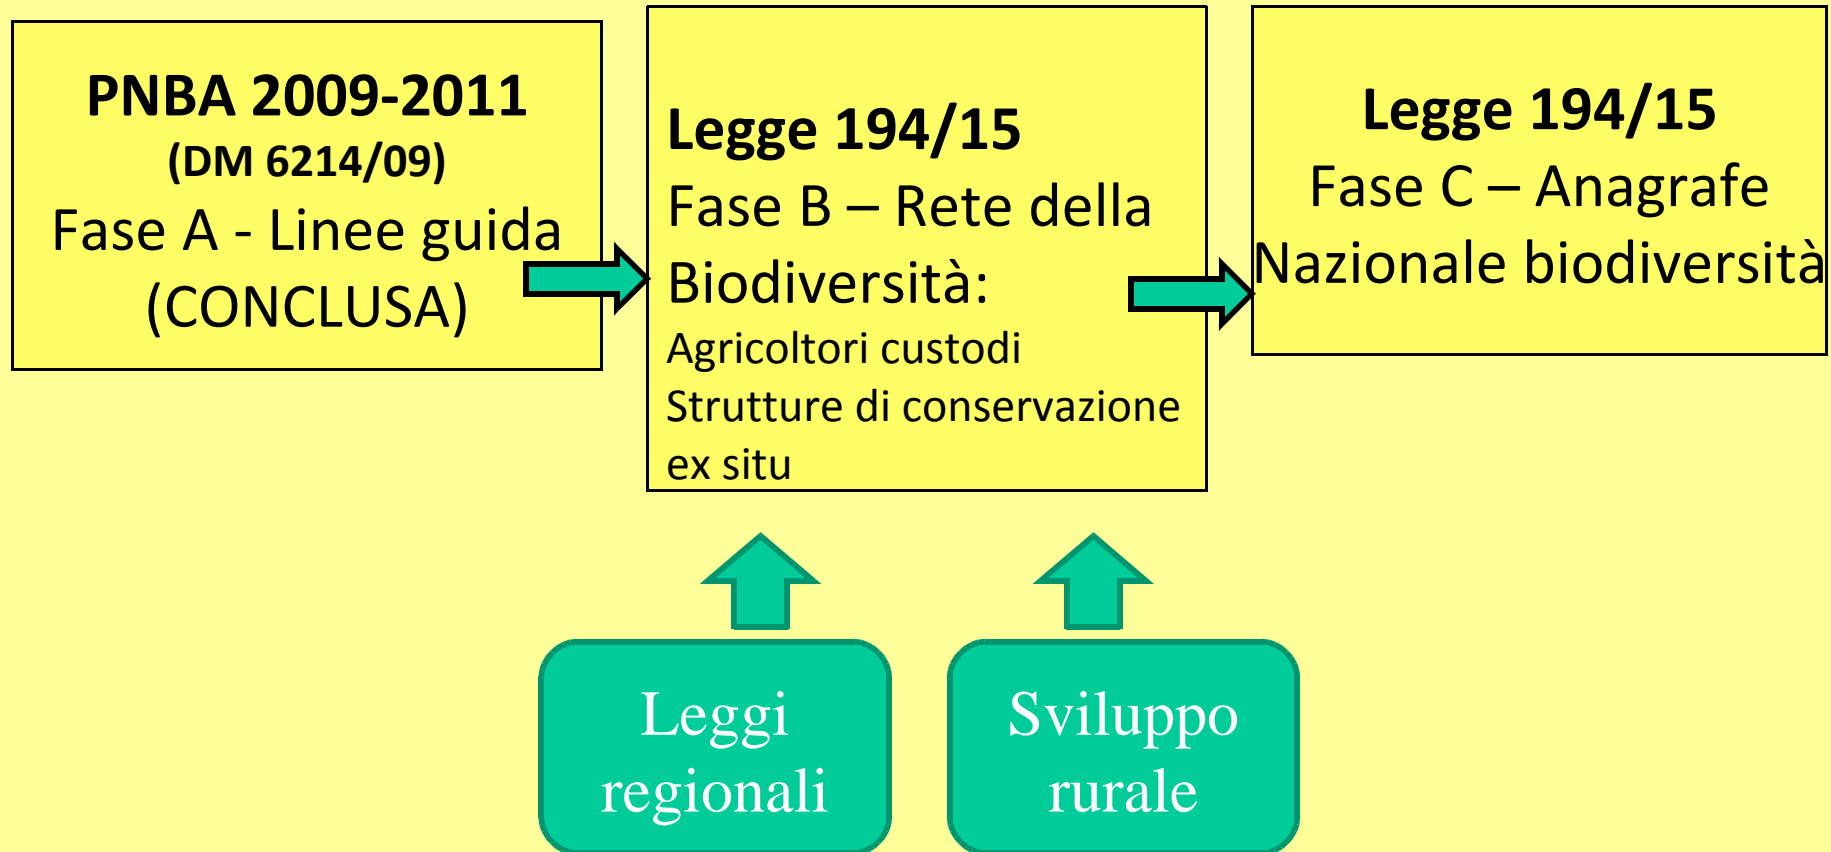 PNBA 2009-2011
(DM 6214/09)
Fase A - Linee guida
(CONCLUSA)
Legge 194/15
Fase B – Rete della
Biodiversità:
Agricoltori custodi
Strutture di conservazione
ex situ
Legge 194/15
Fase C – Anagrafe
Nazionale biodiversità
Leggi
regionali
Sviluppo
rurale